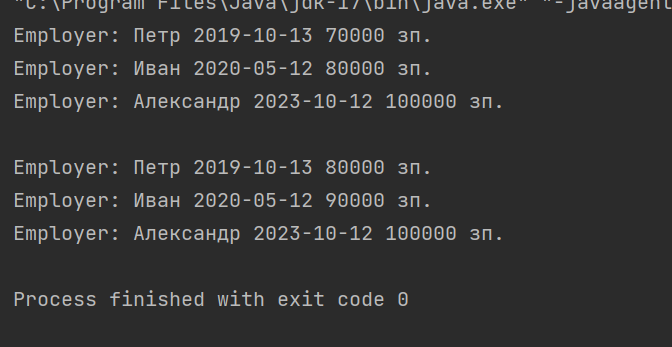 "C:\Program Files\Java\jdk-17\bin\java.exe" "-javaagent
Employer: Петр 2019-10-13 70000 зп.
Employer: Иван 2020-05-12 80000 зп.
Employer: Александр 2023-10-12 100000 зп.
Employer: Петр 2019-10-13 80000 зп.
Employer: Иван 2020-05-12 90000 зп.
Employer: Александр 2023-10-12 100000 зп.
Process finished with exit code 0